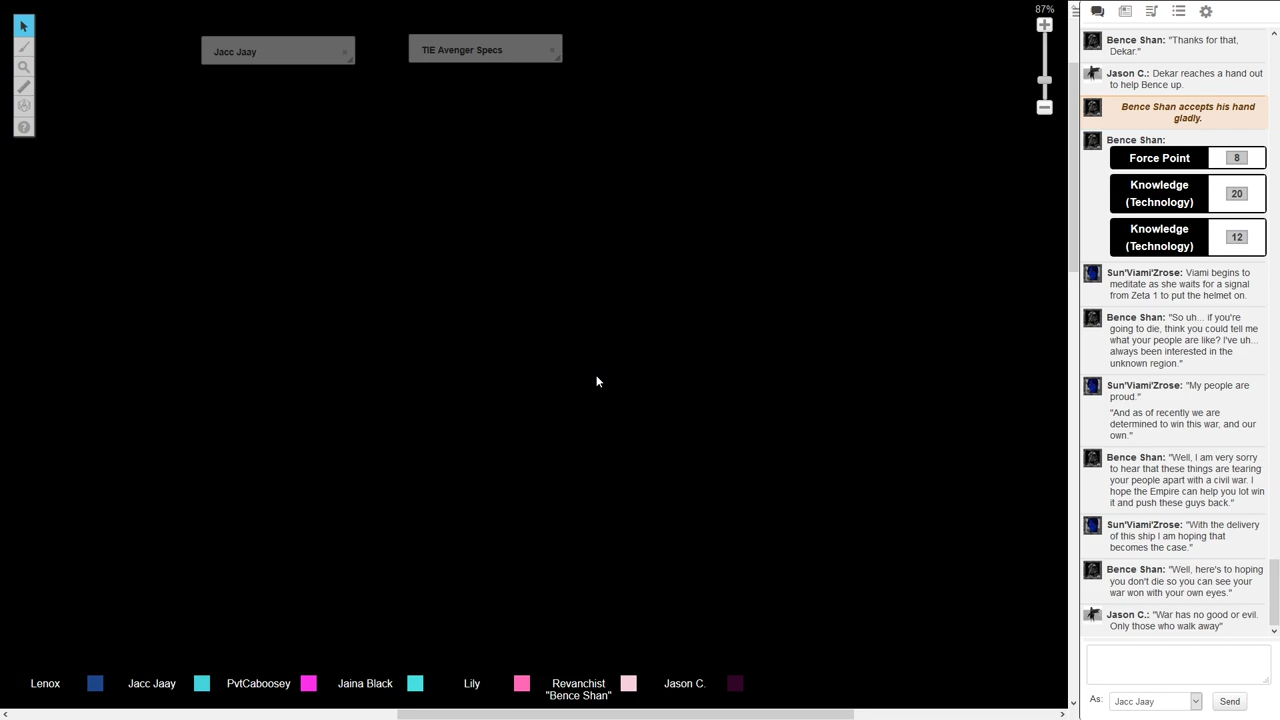 87%
Jacc Jaay
TIE Avenger Specs
Bence Shan: "Thanks for that,
Dekar."
Jason C.: Dekar reaches a hand out
to help Bence up.
Bence Shan accepts his hand
gladly.
Bence Shan:
Force Point 8
Knowledge
(Technology) 20
Knowledge
(Technology) 12
Sun'Viami'Zrose: Viami begins to
meditate as she waits for a signal
from Zeta 1 to put the helmet on.
Bence Shan: "So uh... if you're
going to die, think you could tell me
what your people are like? I've uh...
always been interested in the
unknown region."
Sun'Viami'Zrose: "My people are
proud."
"And as of recently we are
determined to win this war, and our
own."
Bence Shan: "Well, I am very sorry
to hear that these things are tearing
your people apart with a civil war. I
hope the Empire can help you lot win
it and push these guys back."
Sun'Viami'Zrose: "With the delivery
of this ship I am hoping that
becomes the case."
Bence Shan: "Well, here's to hoping
you don't die so you can see your
war won with your own eyes."
Jason C.: "War has no good or evil.
Only those who walk away"
As: Jacc Jaay Send
Lenox Jacc Jaay PvtCaboosey Jaina Black Lily Revanchist Jason C.
"Bence Shan"